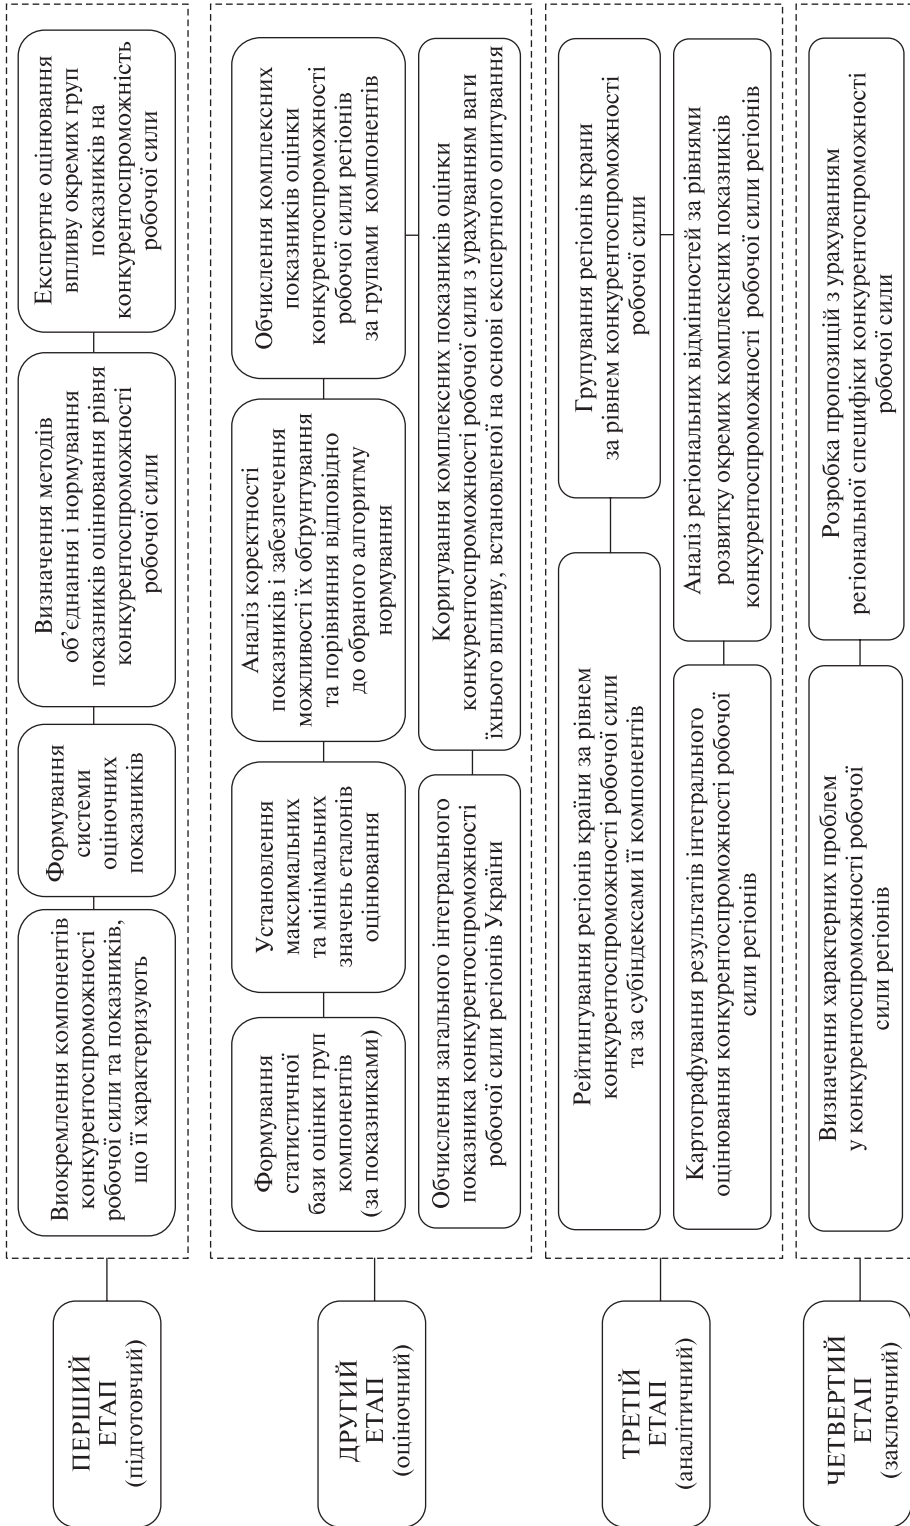 ПЕРШИЙ
ЕТАП
(підготовчий)
Виокремлення компонентів
конкурентоспроможності
робочої сили та показників,
що її характеризують
Формування
системи
оціночних
показників
Визначення методів
об’єднання і нормування
показників оцінювання рівня
конкурентоспроможності
робочої сили
Експертне оцінювання
впливу окремих груп
показників на
конкурентоспроможність
робочої сили
ДРУГИЙ
ЕТАП
(оціночний)
Формування
статистичної
бази оцінки груп
компонентів
(за показниками)
Установлення
максимальних
та мінімальних
значень еталонів
оцінювання
Аналіз коректності
показників і забезпечення
можливості їх обґрунтування
та порівняння відповідно
до обраного алгоритму
нормування
Обчислення комплексних
показників оцінки
конкурентоспроможності
робочої сили регіонів
за групами компонентів
Коригування комплексних показників оцінки
конкурентоспроможності робочої сили з урахуванням ваги
їхнього впливу, встановленої на основі експертного опитування
Обчислення загального інтегрального
показника конкурентоспроможності
робочої сили регіонів України
ТРЕТІЙ
ЕТАП
(аналітичний)
Рейтингування регіонів країни за рівнем
конкурентоспроможності робочої сили
та за субіндексами її компонентів
Групування регіонів крани
за рівнем конкурентоспроможності
робочої сили
Аналіз регіональних відмінностей за рівнями
розвитку окремих комплексних показників
конкурентоспроможності робочої сили регіонів
Картографування результатів інтегрального
оцінювання конкурентоспроможності робочої
сили регіонів
ЧЕТВЕРТИЙ
ЕТАП
(заключний)
Визначення характерних проблем
у конкурентоспроможності робочої
сили регіонів
Розробка пропозицій з урахуванням
регіональної специфіки конкурентоспроможності
робочої сили